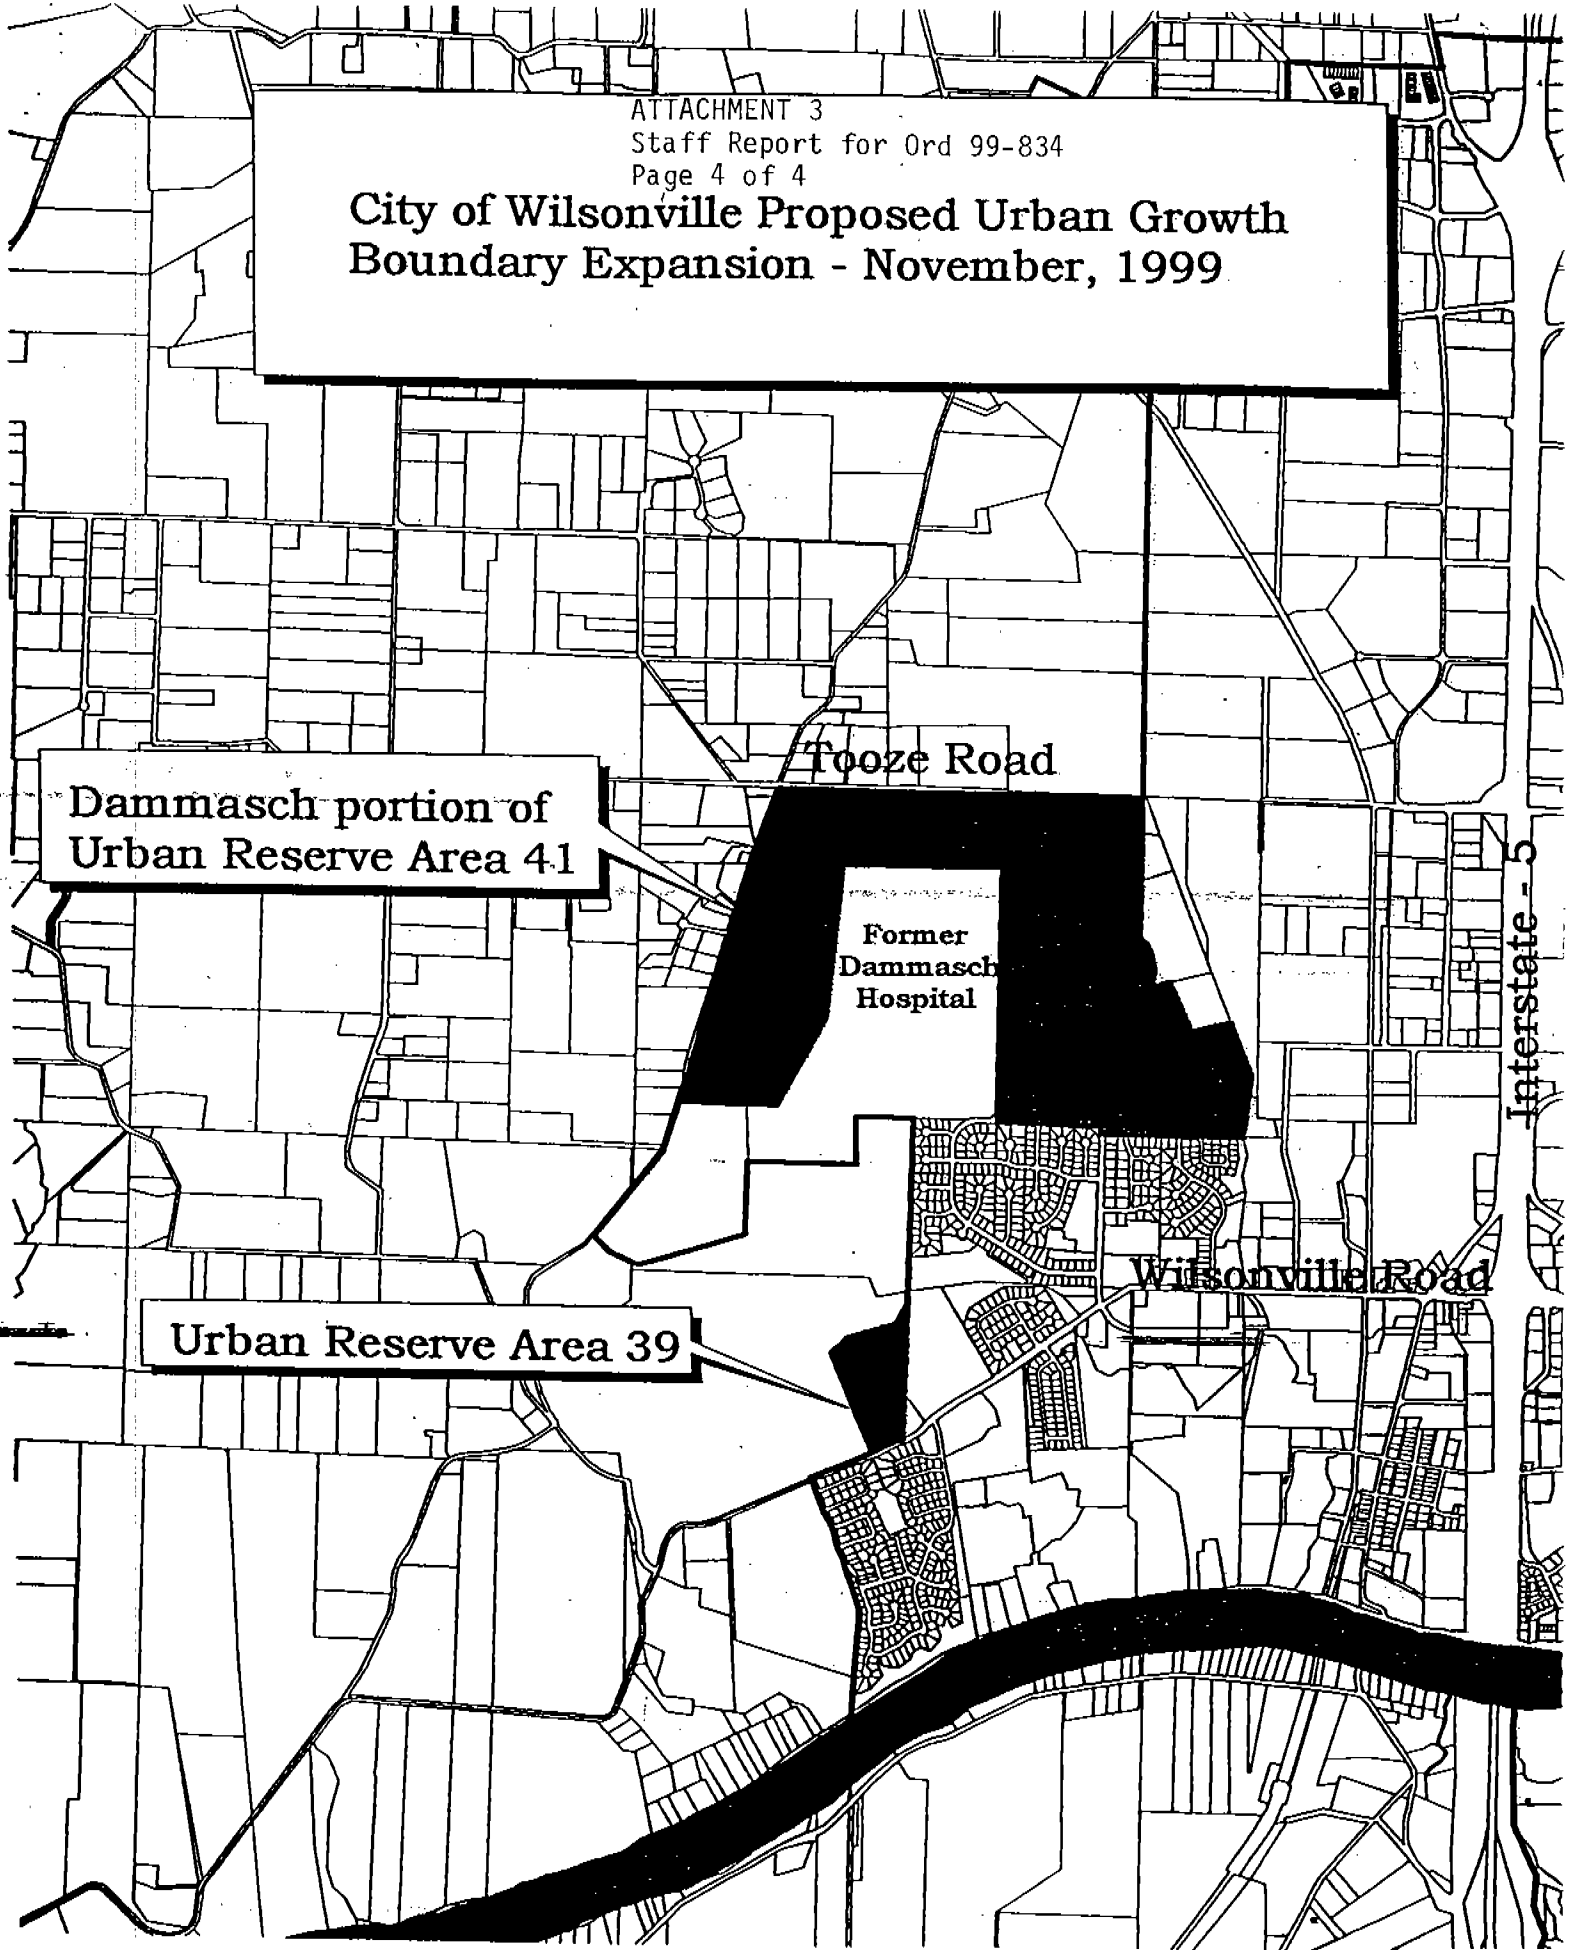 ATTACHMENT 3
Staff Report for Ord 99-834
Page 4 of 4
City of Wilsonville Proposed Urban Growth
Boundary Expansion - November, 1999
Tooze Road
Dammasch portion of
Urban Reserve Area 41
Former
Dammasch
Hospital
Interstate - 5
Wilsonville Road
Urban Reserve Area 39